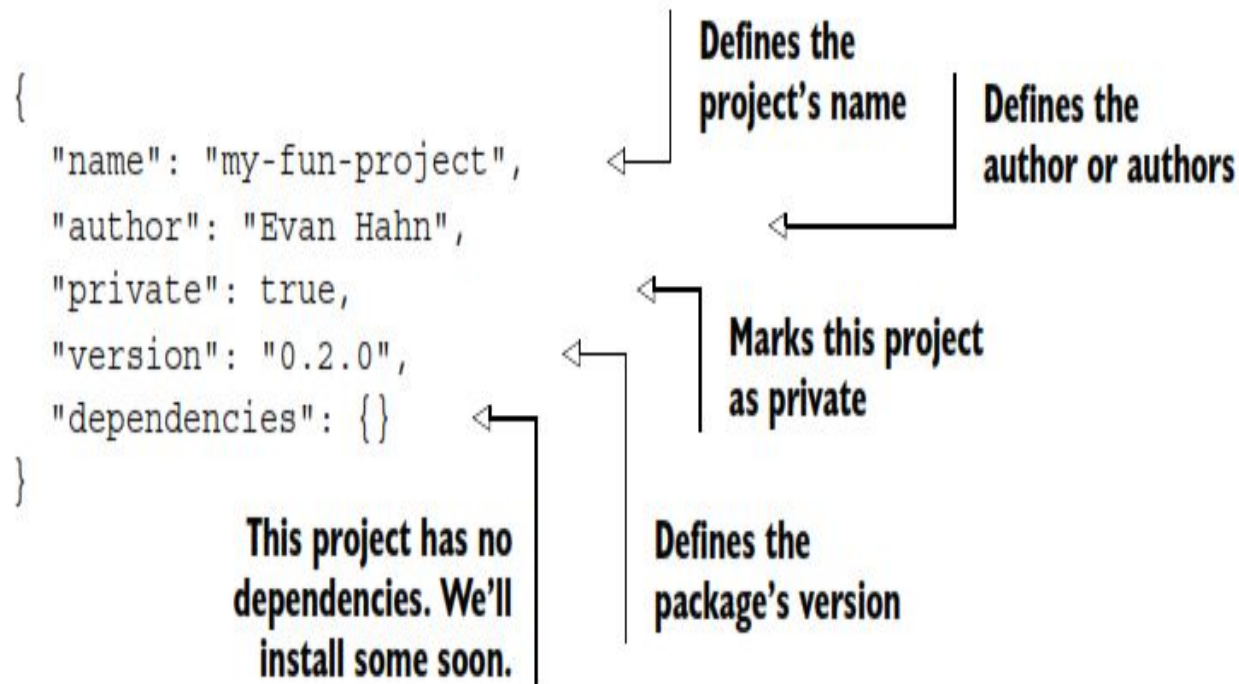 {
"name": "my-fun-project",
"author": "Evan Hahn",
"private": true,
"version": "0.2.0",
"dependencies": {}
}
Defines the
project’s name
Defines the
author or authors
Marks this project
as private
Defines the
package’s version
This project has no
dependencies. We’ll
install some soon.